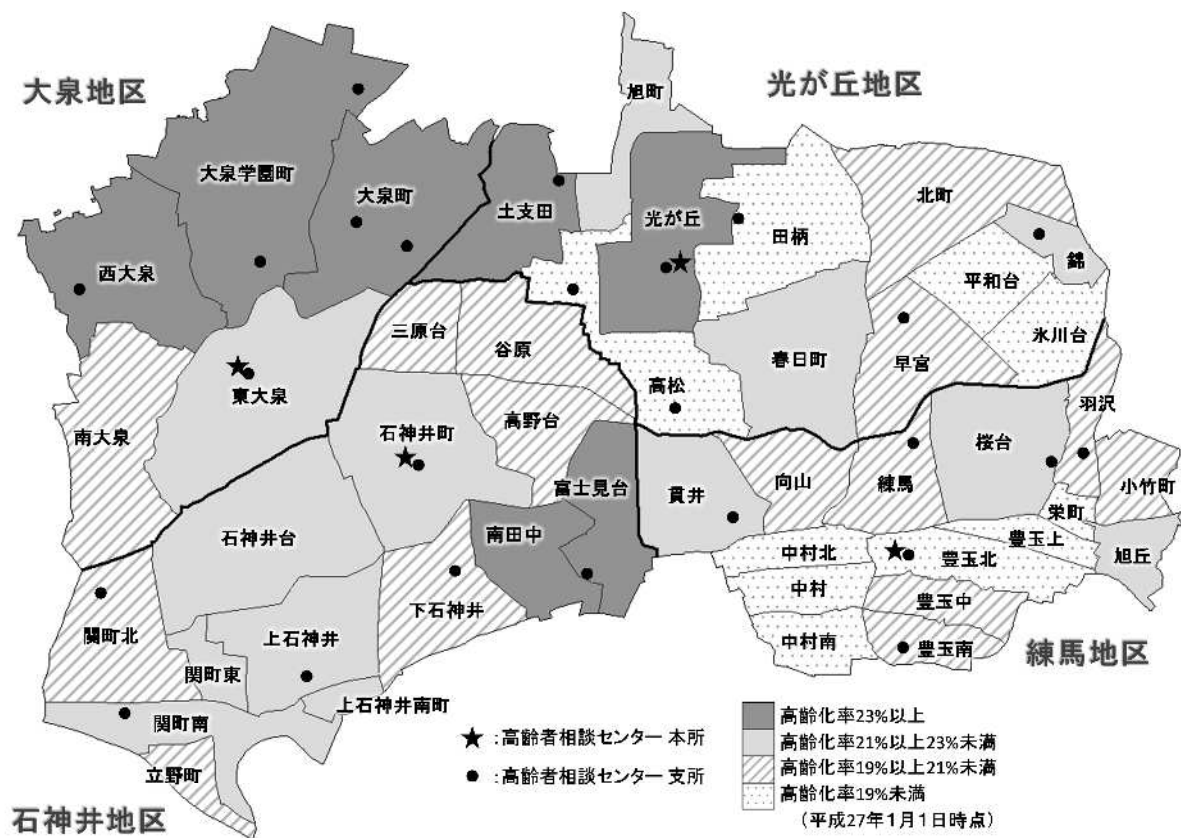 大泉地区
光が丘地区
旭町
大泉学園町
大泉町
土支田
光が丘
田柄
北町
西大泉
平和台
錦
三原台
谷原
春日町
早宮
氷川台
東大泉
高松
羽沢
南大泉
石神井町
高野台
桜台
小竹町
富士見台
貫井
向山
練馬
栄町
石神井台
南田中
中村北
豊玉北
豊玉上
旭丘
下石神井
中村
豊玉中
関町北
上石神井
中村南
豊玉南
練馬地区
関町東
上石神井南町
関町南
立野町
石神井地区
★ :高齢者相談センター 本所
● :高齢者相談センター 支所
高齢化率23%以上
高齢化率21%以上23%未満
高齢化率19%以上21%未満
高齢化率19%未満
(平成27年1月1日時点)